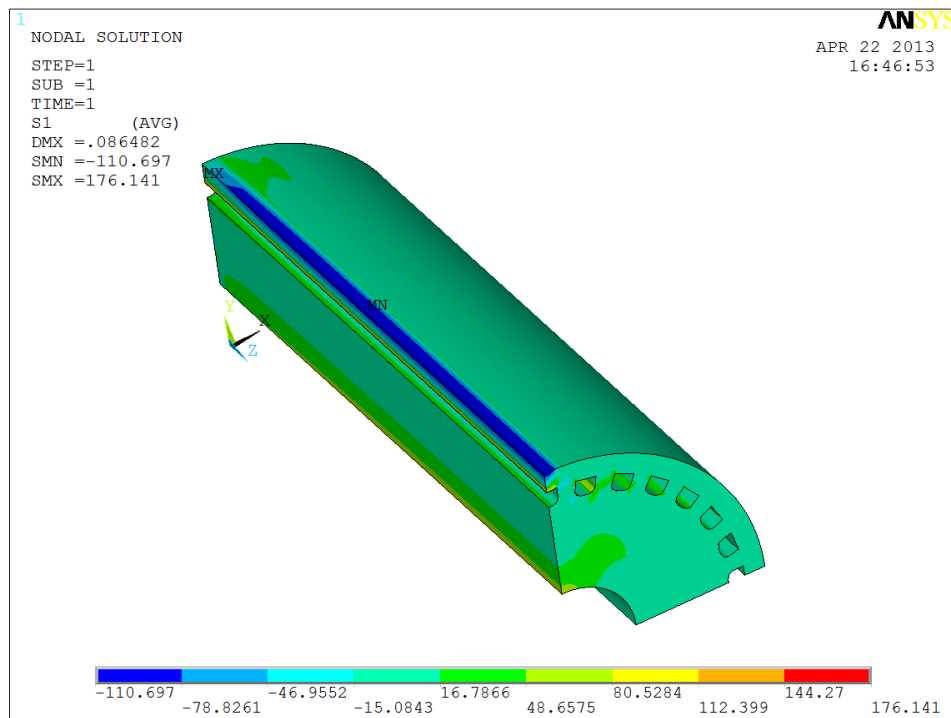 1
ANSYS
NODAL SOLUTION
APR 22 2013
16:46:53
STEP=1
SUB =1
TIME=1
S1 (AVG)
DMX =.086482
SMN =-110.697
SMX =176.141
MX
MN
Y
X
Z
-110.697 -46.9552 16.7866 80.5284 144.27
-78.8261 -15.0843 48.6575 112.399 176.141